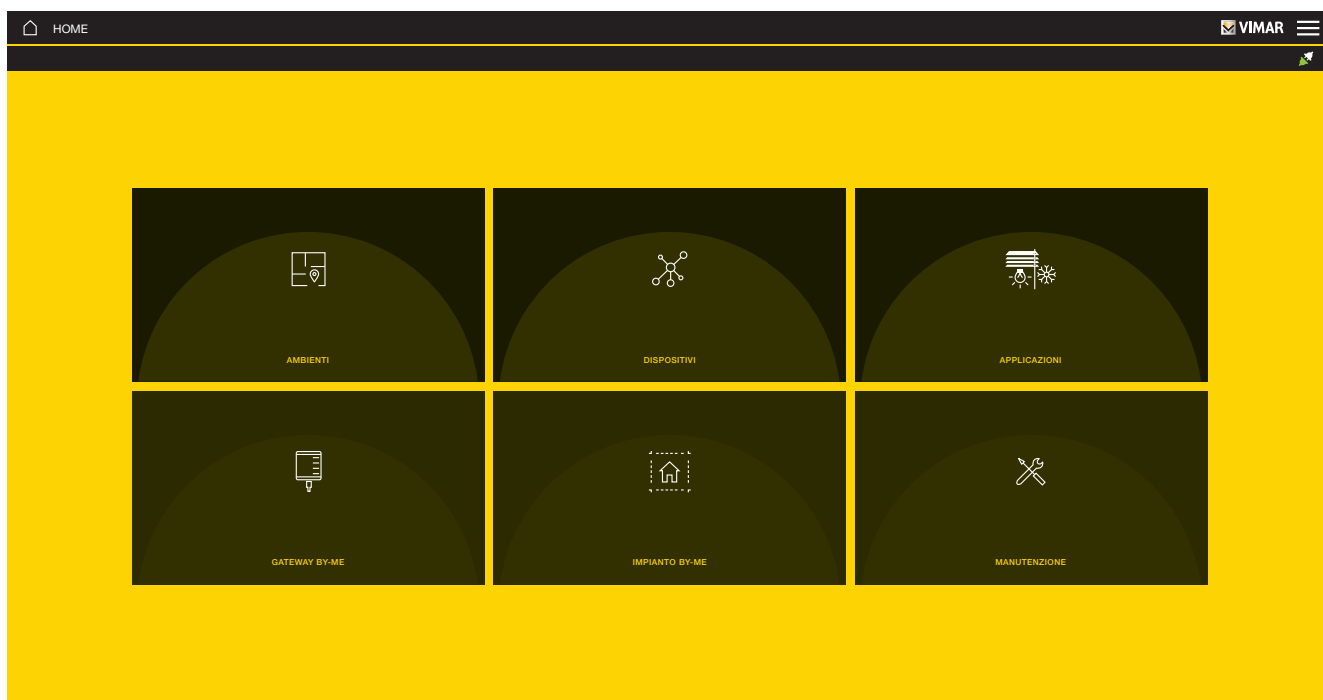 HOME
VIMAR
AMBIENTI
DISPOSITIVI
APPLICAZIONI
GATEWAY BY-ME
IMPIANTO BY-ME
MANUTENZIONE